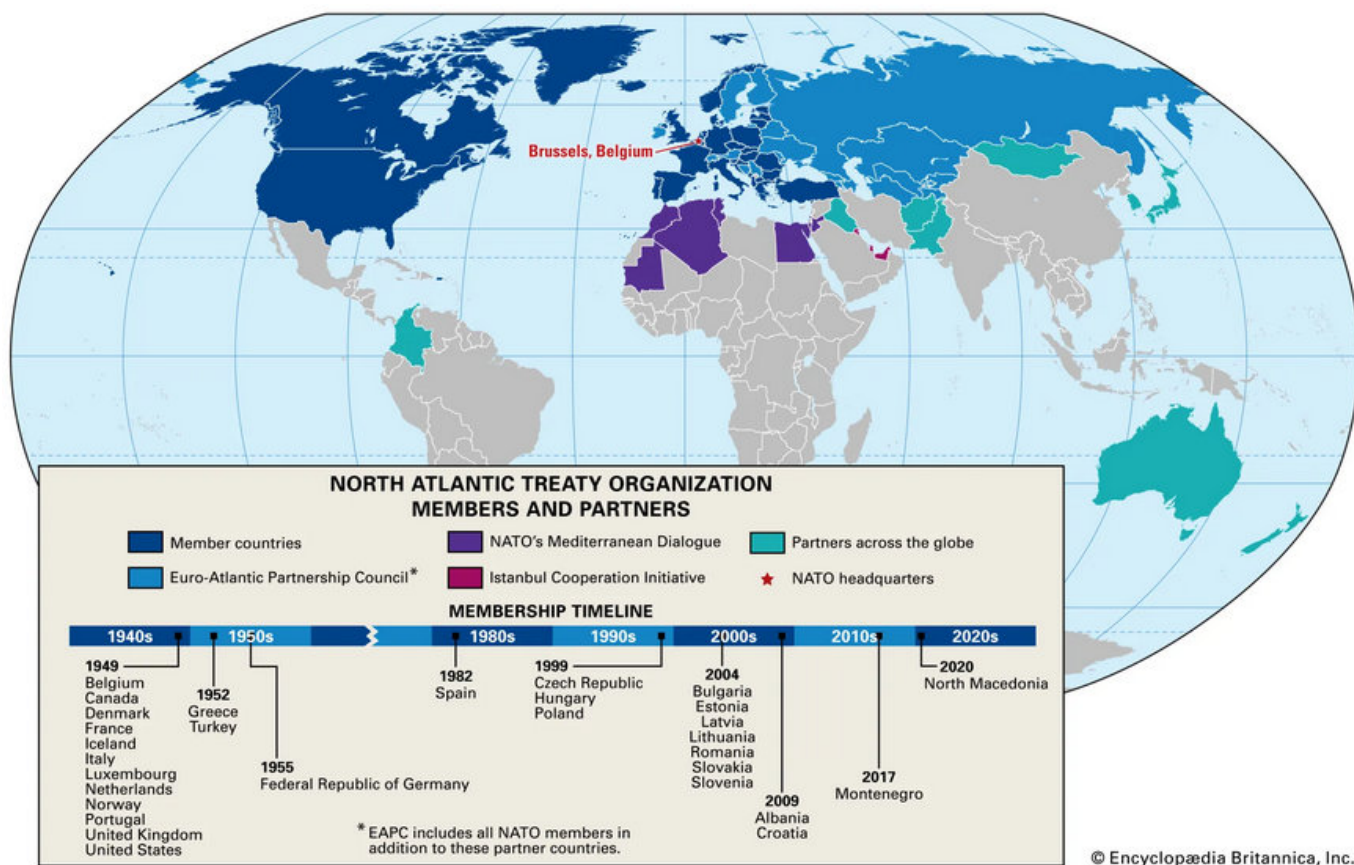 Brussels, Belgium
NORTH ATLANTIC TREATY ORGANIZATION
MEMBERS AND PARTNERS
Member countries
NATO's Mediterranean Dialogue
Partners across the globe
Euro-Atlantic Partnership Council*
Istanbul Cooperation Initiative
NATO headquarters
MEMBERSHIP TIMELINE
1940s 1950s 1980s 1990s 2000s 2010s 2020s
1949
Belgium
Canada
Denmark
France
Iceland
Italy
Luxembourg
Netherlands
Norway
Portugal
United Kingdom
United States
1952
Greece
Turkey
1955
Federal Republic of Germany
1982
Spain
1999
Czech Republic
Hungary
Poland
2004
Bulgaria
Estonia
Latvia
Lithuania
Romania
Slovakia
Slovenia
2009
Albania
Croatia
2017
Montenegro
2020
North Macedonia
* EAPC includes all NATO members in
addition to these partner countries.
© Encyclopædia Britannica, Inc.